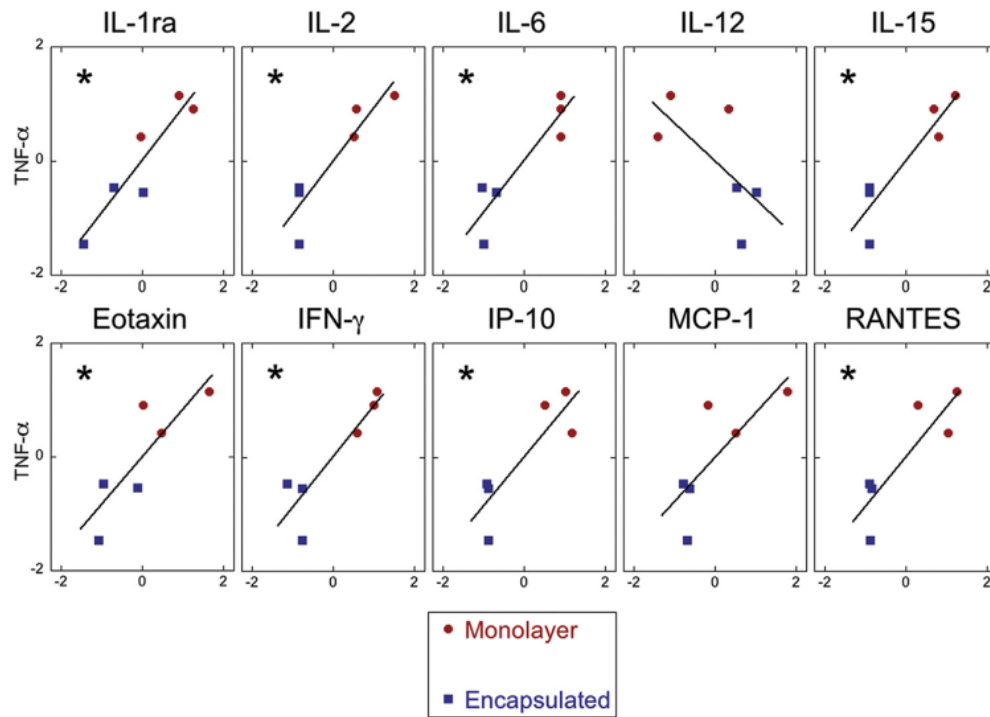 IL-1ra IL-2 IL-6 IL-12 IL-15
* * * *
2
TNF-α 0
-2
-2 0 2 -2 0 2 -2 0 2 -2 0 2 -2 0 2
Eotaxin IFN-γ IP-10 MCP-1 RANTES
* * * *
2
TNF-α 0
-2
-2 0 2 -2 0 2 -2 0 2 -2 0 2 -2 0 2
Monolayer
Encapsulated